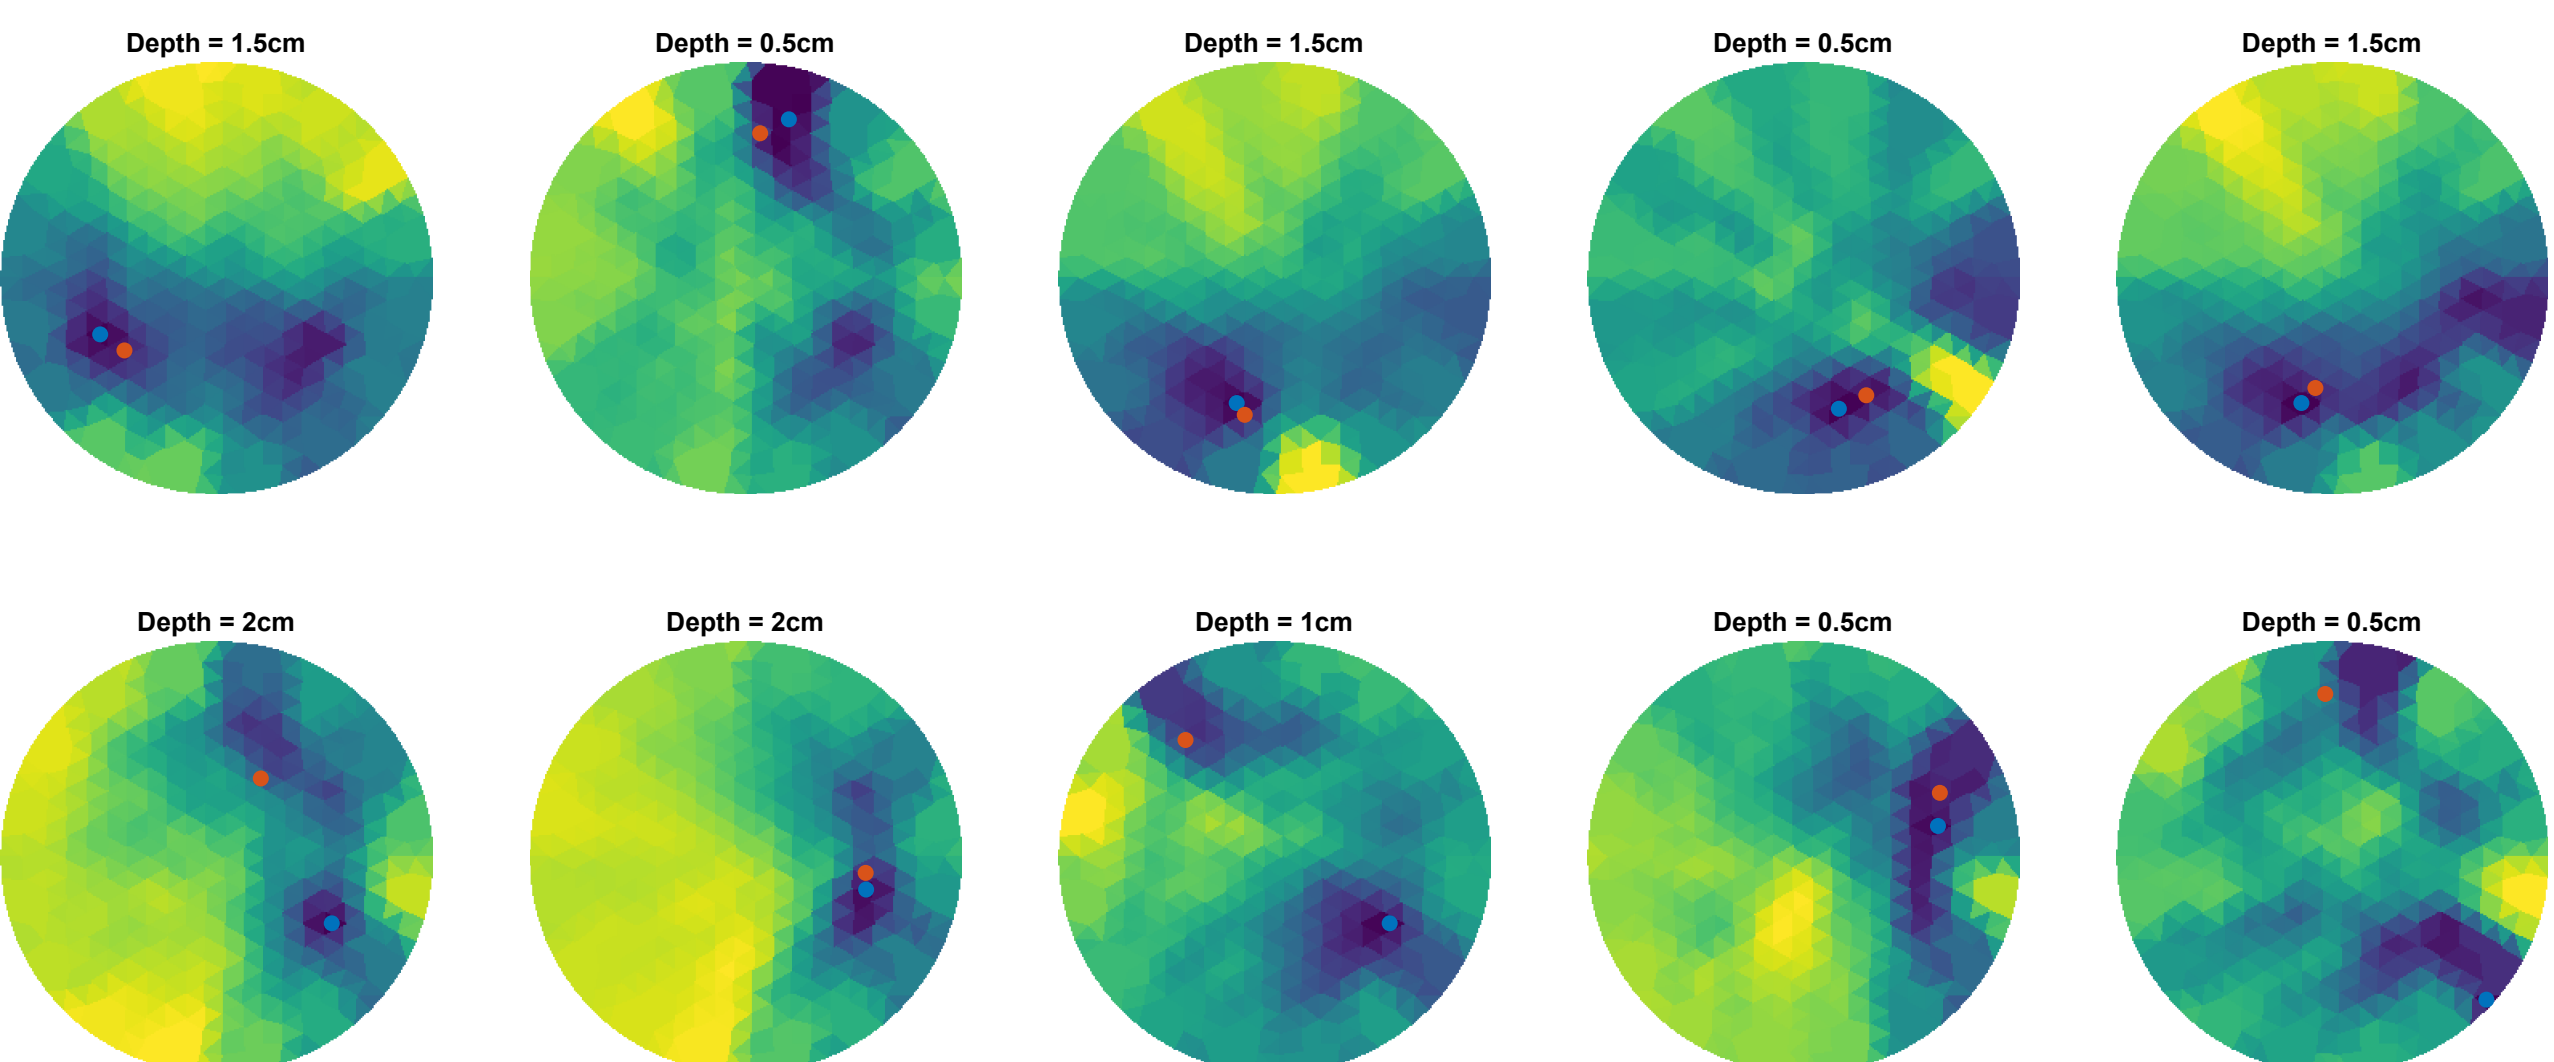 Depth = 1.5cm
Depth = 0.5cm
Depth = 1.5cm
Depth = 0.5cm
Depth = 1.5cm
Depth = 2cm
Depth = 2cm
Depth = 1cm
Depth = 0.5cm
Depth = 0.5cm